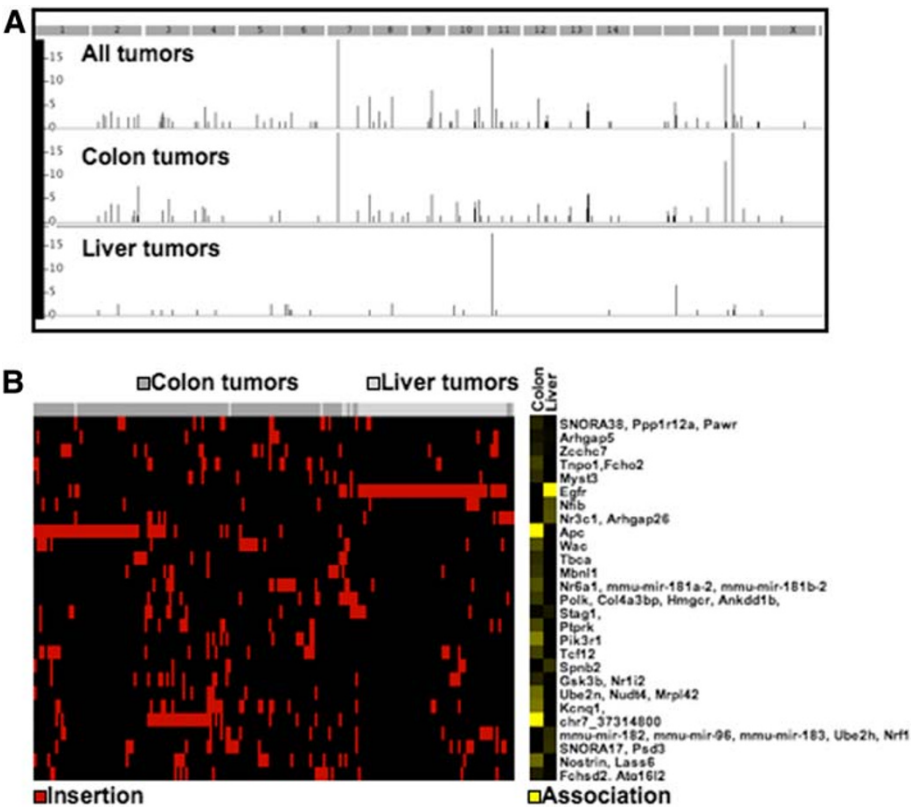 A
1 2 3 4 5 6 7 8 9 10 11 12 13 14 X
All tumors
15
10
5
0
Colon tumors
15
10
5
0
Liver tumors
15
10
5
0
B
Colon tumors Liver tumors
Colon
Liver
SNORA38, Ppp1r12a, Pawr
Arhgap5
Zcchc7
Tnpo1,Fcho2
Myst3
Egfr
Nfib
Nr3c1, Arhgap26
Apc
Wac
Tbca
Mbnl1
Nr6a1, mmu-mir-181a-2, mmu-mir-181b-2
Polk, Col4a3bp, Hmgcr, Ankdd1b,
Stag1,
Ptprk
Pik3r1
Tcf12
Spnb2
Gsk3b, Nr1i2
Ube2n, Nudt4, Mrpl42
Kcnq1,
chr7_37314800
mmu-mir-182, mmu-mir-96, mmu-mir-183, Ube2h, Nrf1
SNORA17, Psd3
Nostrin, Lass6
Fchsd2, Atg16l2
Insertion Association